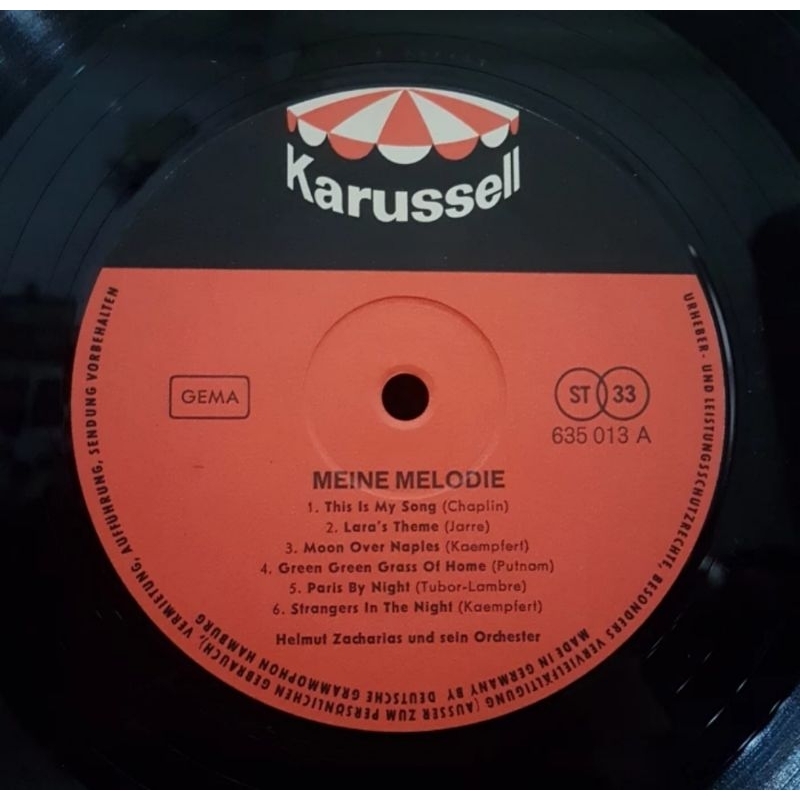 Karussell
GEMA
ST 33
635 013 A
MEINE MELODIE
1. This Is My Song (Chaplin)
2. Lara's Theme (Jarre)
3. Moon Over Naples (Kaempfert)
4. Green Green Grass Of Home (Putnam)
5. Paris By Night (Tubor-Lambre)
6. Strangers In The Night (Kaempfert)
Helmut Zacharias und sein Orchester
URHEBER- UND LEISTUNGSSCHUTZRECHTE, BESONDERS VERVIELFÄLTIGUNG (AUSSER ZUM PERSÖNLICHEN GEBRAUCH), VERMIETUNG, AUFFÜHRUNG, SENDUNG VORBEHALTEN
MADE IN GERMANY BY DEUTSCHE GRAMMOPHON HAMBURG